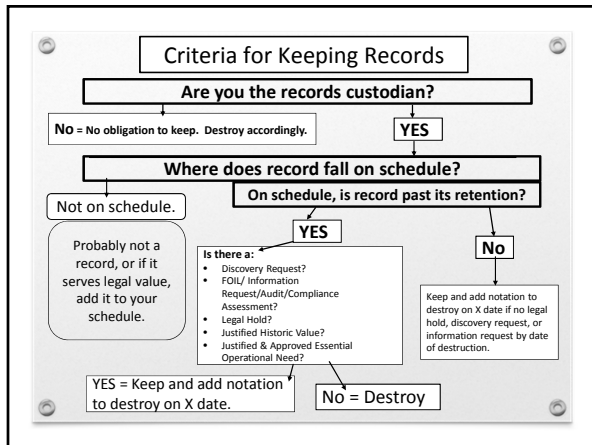 Criteria for Keeping Records
Are you the records custodian?
No = No obligation to keep.  Destroy accordingly.
YES
Where does record fall on schedule?
On schedule, is record past its retention?
Not on schedule.
Probably not a
record, or if it
serves legal value,
add it to your
schedule.
YES
Is there a:
• Discovery Request?
• FOIL/ Information
Request/Audit/Compliance
Assessment?
• Legal Hold?
• Justified Historic Value?
• Justified & Approved Essential
Operational Need?
No
Keep and add notation to
destroy on X date if no legal
hold, discovery request, or
information request by date
of destruction.
YES = Keep and add notation
to destroy on X date.
No = Destroy